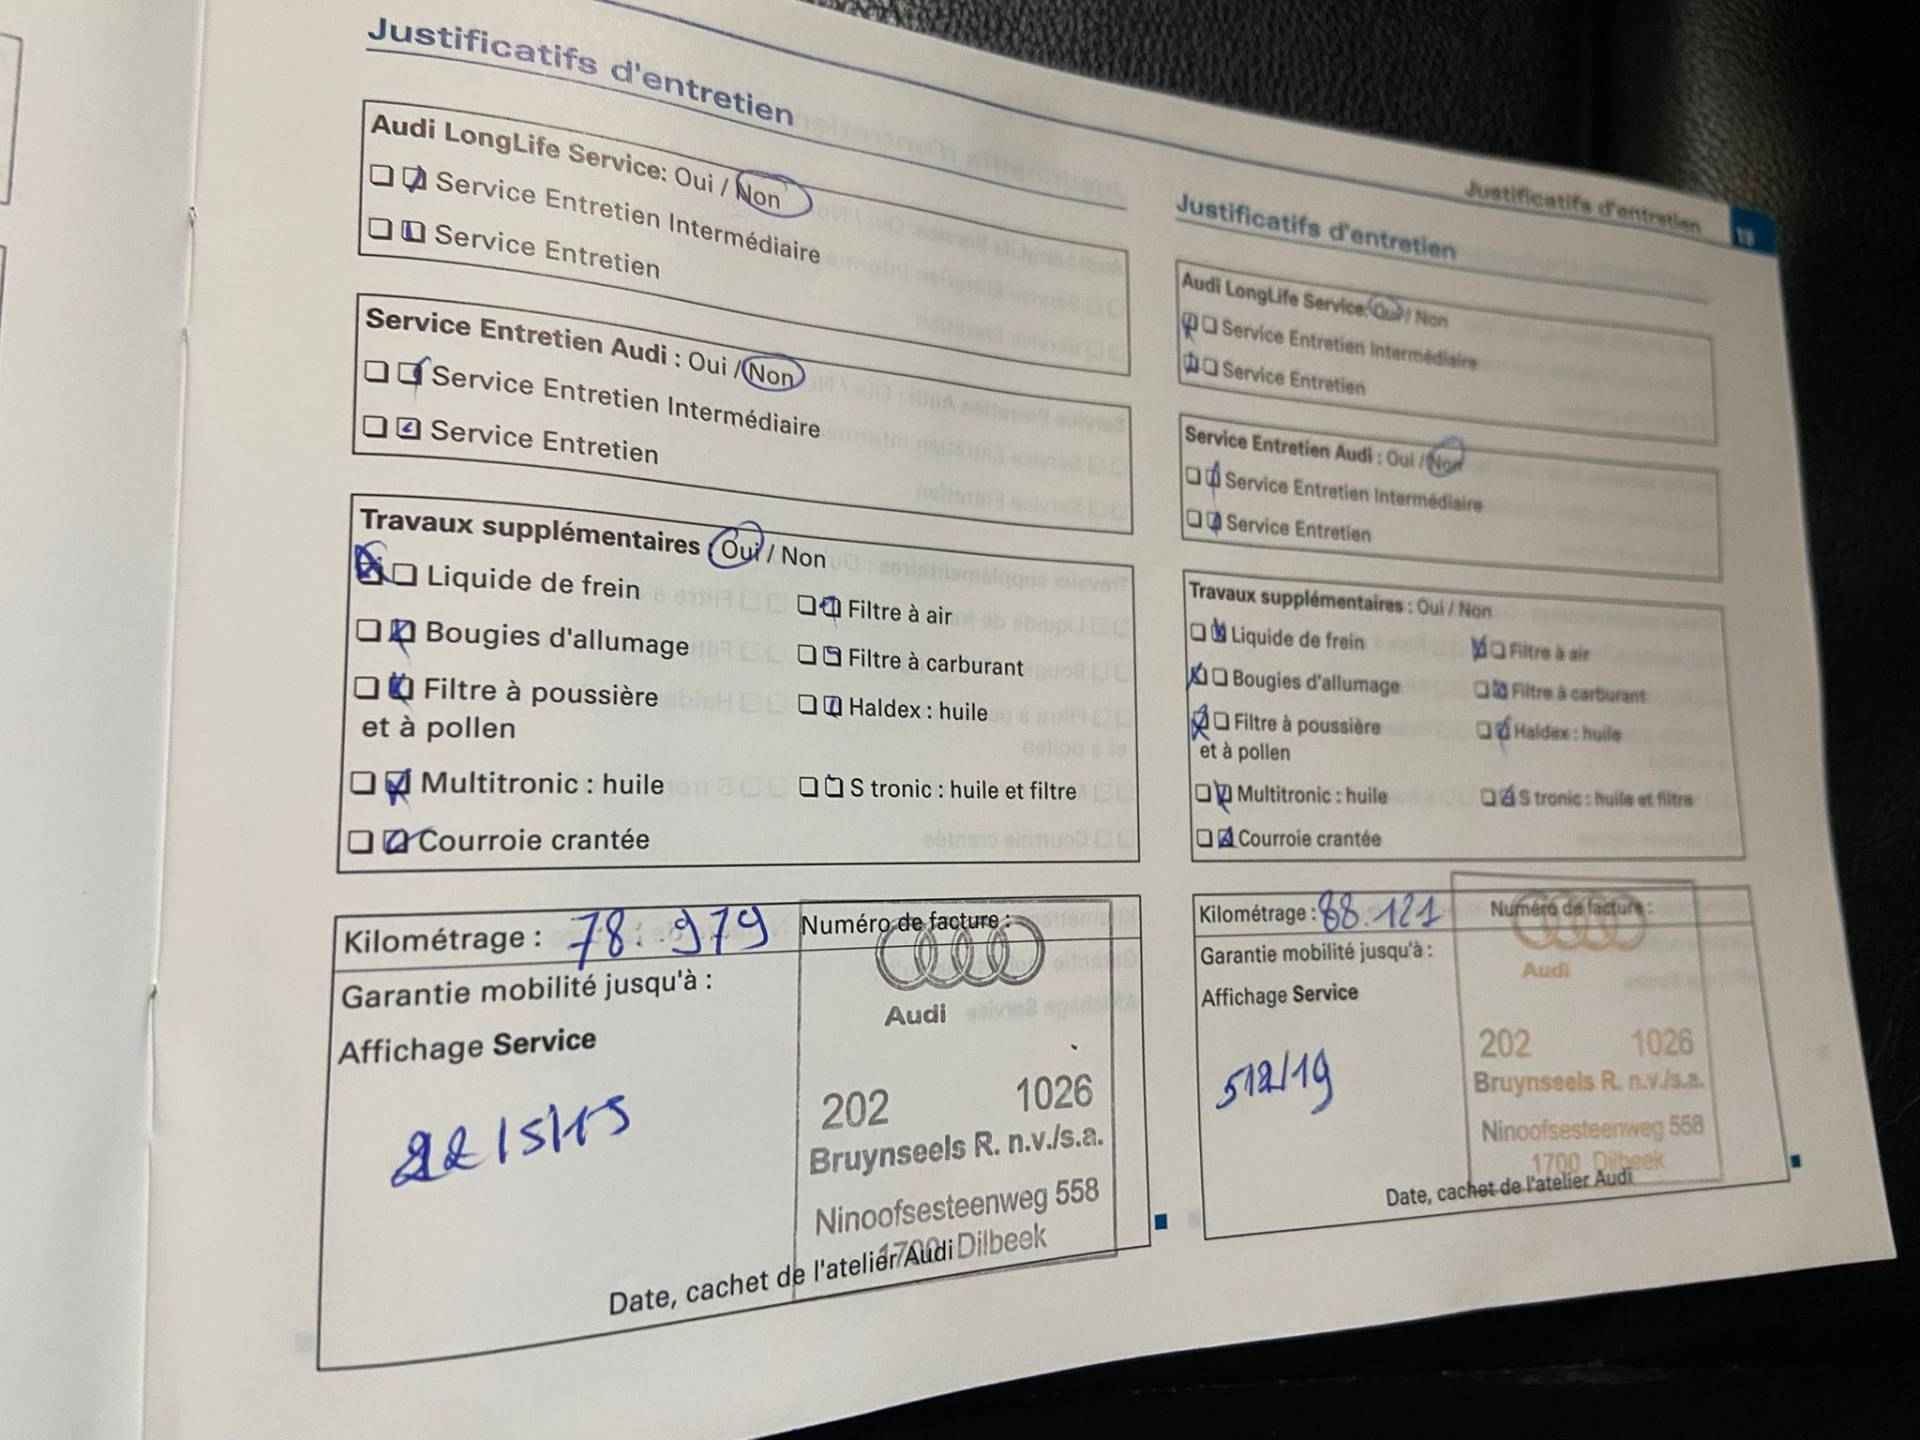 Justificatifs d'entretien
Audi LongLife Service: Oui / Non
Service Entretien Intermédiaire
Service Entretien
Service Entretien Audi : Oui / Non
Service Entretien Intermédiaire
Service Entretien
Travaux supplémentaires : Oui / Non
Liquide de frein
Filtre à air
Bougies d'allumage
Filtre à carburant
Filtre à poussière
et à pollen
Haldex : huile
Multitronic : huile
S tronic : huile et filtre
Courroie crantée
Kilométrage : 78.979
Numéro de facture :
Garantie mobilité jusqu'à :
Affichage Service
Audi
202 1026
Bruynseels R. n.v./s.a.
Ninoofsesteenweg 558
1700 Dilbeek
Date, cachet de l'atelier Audi
Justificatifs d'entretien
Justificatifs d'entretien
Audi LongLife Service: Oui / Non
Service Entretien Intermédiaire
Service Entretien
Service Entretien Audi : Oui / Non
Service Entretien Intermédiaire
Service Entretien
Travaux supplémentaires : Oui / Non
Liquide de frein
Filtre à air
Bougies d'allumage
Filtre à carburant
Filtre à poussière
et à pollen
Haldex : huile
Multitronic : huile
S tronic : huile et filtre
Courroie crantée
Kilométrage : 88.121
Numéro de facture :
Garantie mobilité jusqu'à :
Affichage Service
5/2/19
Audi
202 1026
Bruynseels R. n.v./s.a.
Ninoofsesteenweg 558
1700 Dilbeek
Date, cachet de l'atelier Audi